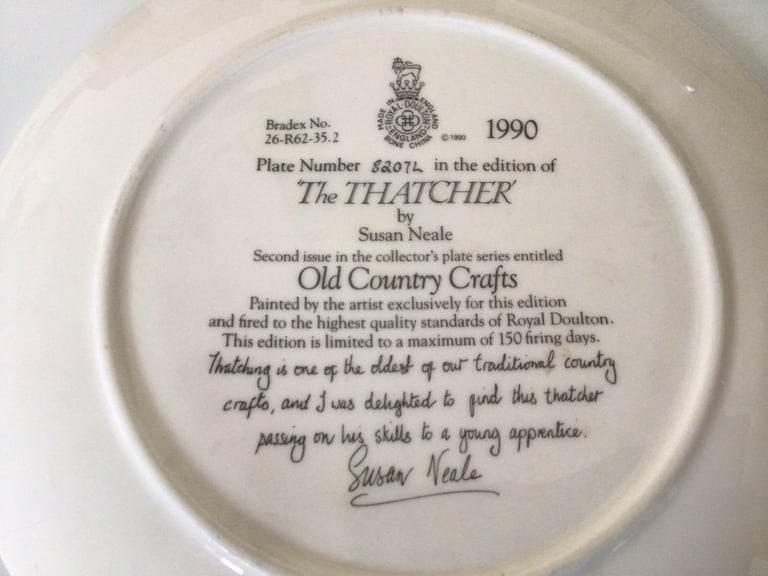 MADE IN ENGLAND
ROYAL·DOULTON
ENGLAND
BONE CHINA
© 1990
1990
Bradex No.
26-R62-35.2
Plate Number 8207L in the edition of
'The THATCHER'
by
Susan Neale
Second issue in the collector's plate series entitled
Old Country Crafts
Painted by the artist exclusively for this edition
and fired to the highest quality standards of Royal Doulton.
This edition is limited to a maximum of 150 firing days.
Thatching is one of the oldest of our traditional country
crafts, and I was delighted to find this thatcher
passing on his skills to a young apprentice.
Susan Neale